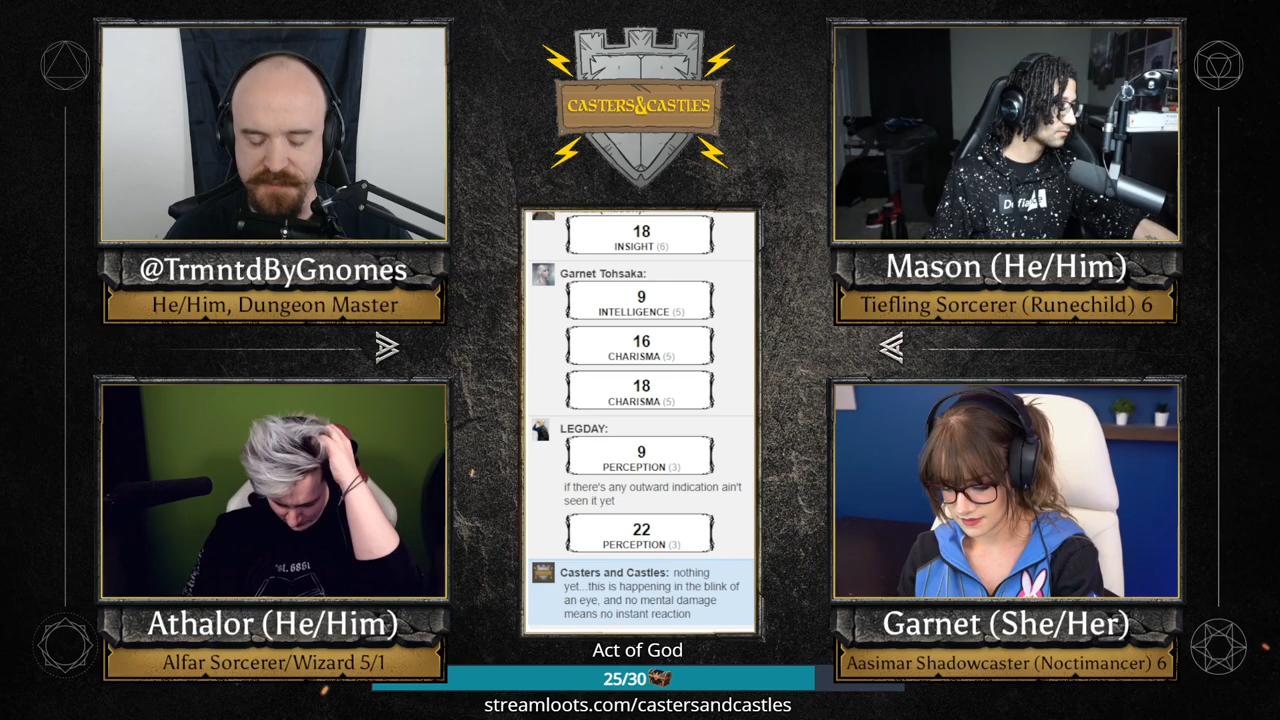 CASTERS&CASTLES
@TrmntdByGnomes
He/Him, Dungeon Master
Mason (He/Him)
Tiefling Sorcerer (Runechild) 6
18
INSIGHT (6)
Garnet Tohsaka:
9
INTELLIGENCE (5)
16
CHARISMA (5)
18
CHARISMA (5)
LEGDAY:
9
PERCEPTION (3)
if there's any outward indication ain't
seen it yet
22
PERCEPTION (3)
Casters and Castles: nothing
yet...this is happening in the blink of
an eye, and no mental damage
means no instant reaction
Athalor (He/Him)
Alfar Sorcerer/Wizard 5/1
Garnet (She/Her)
Aasimar Shadowcaster (Noctimancer) 6
Act of God
25/30
streamloots.com/castersandcastles